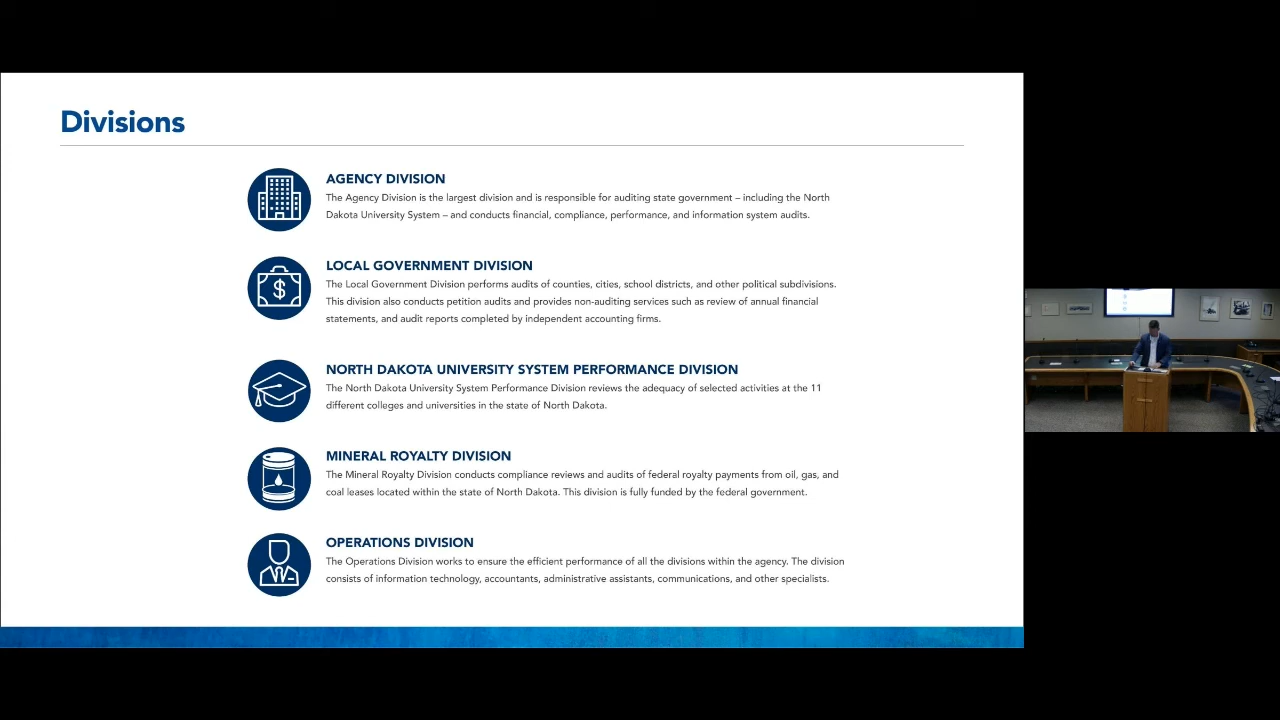 Divisions
AGENCY DIVISION
The Agency Division is the largest division and is responsible for auditing state government – including the North
Dakota University System – and conducts financial, compliance, performance, and information system audits.
$
LOCAL GOVERNMENT DIVISION
The Local Government Division performs audits of counties, cities, school districts, and other political subdivisions.
This division also conducts petition audits and provides non-auditing services such as review of annual financial
statements, and audit reports completed by independent accounting firms.
NORTH DAKOTA UNIVERSITY SYSTEM PERFORMANCE DIVISION
The North Dakota University System Performance Division reviews the adequacy of selected activities at the 11
different colleges and universities in the state of North Dakota.
MINERAL ROYALTY DIVISION
The Mineral Royalty Division conducts compliance reviews and audits of federal royalty payments from oil, gas, and
coal leases located within the state of North Dakota. This division is fully funded by the federal government.
OPERATIONS DIVISION
The Operations Division works to ensure the efficient performance of all the divisions within the agency. The division
consists of information technology, accountants, administrative assistants, communications, and other specialists.